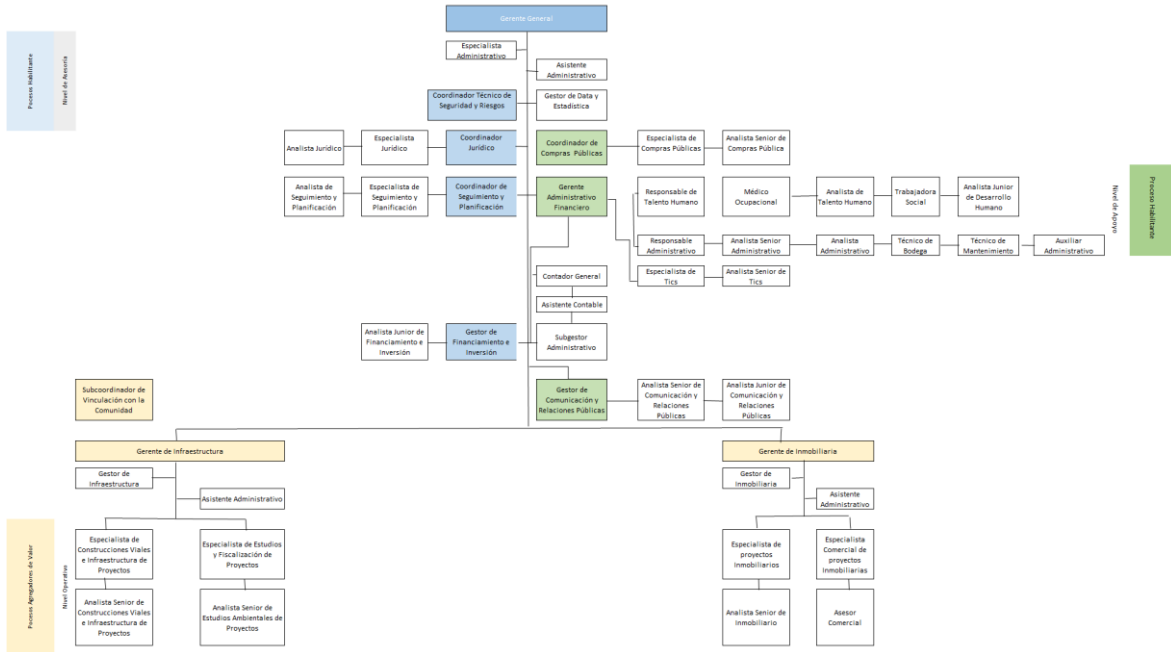 Gerente General
Especialista
Administrativo
Asistente
Administrativo
Pocesos Habilitante
Nivel de Asesoría
Coordinador Técnico de
Seguridad y Riesgos
Gestor de Data y
Estadística
Analista Jurídico
Especialista
Jurídico
Coordinador
Jurídico
Coordinador
de Compras Públicas
Especialista de
Compras Públicas
Analista Senior de
Compras Pública
Analista de
Seguimiento y
Planificación
Especialista de
Seguimiento y
Planificación
Coordinador de
Seguimiento y
Planificación
Gerente
Administrativo
Financiero
Responsable de
Talento Humano
Médico
Ocupacional
Analista de
Talento Humano
Trabajadora
Social
Analista Junior
de Desarrollo
Humano
Nivel de Apoyo
Proceso Habilitante
Responsable
Administrativo
Analista Senior
Administrativo
Analista
Administrativo
Técnico de
Bodega
Técnico de
Mantenimiento
Auxiliar
Administrativo
Contador General
Especialista de
Tics
Analista Senior de
Tics
Asistente Contable
Analista Junior de
Financiamiento e
Inversión
Gestor de
Financiamiento e
Inversión
Subgestor
Administrativo
Subcoordinador de
Vinculación con la
Comunidad
Gestor de
Comunicación y
Relaciones Públicas
Analista Senior de
Comunicación y
Relaciones
Públicas
Analista Junior de
Comunicación y
Relaciones
Públicas
Gerente de Infraestructura
Gerente de Inmobiliaria
Gestor de
Infraestructura
Asistente Administrativo
Gestor de
Inmobiliaria
Asistente
Administrativo
Pocesos Agregadores de Valor
Nivel Operativo
Especialista de
Construcciones Viales
e Infraestructura de
Proyectos
Especialista de Estudios
y Fiscalización de
Proyectos
Especialista de
proyectos
Inmobiliarios
Especialista
Comercial de
proyectos
Inmobiliarias
Analista Senior de
Construcciones Viales
e Infraestructura de
Proyectos
Analista Senior de
Estudios Ambientales de
Proyectos
Analista Senior de
Inmobiliario
Asesor
Comercial